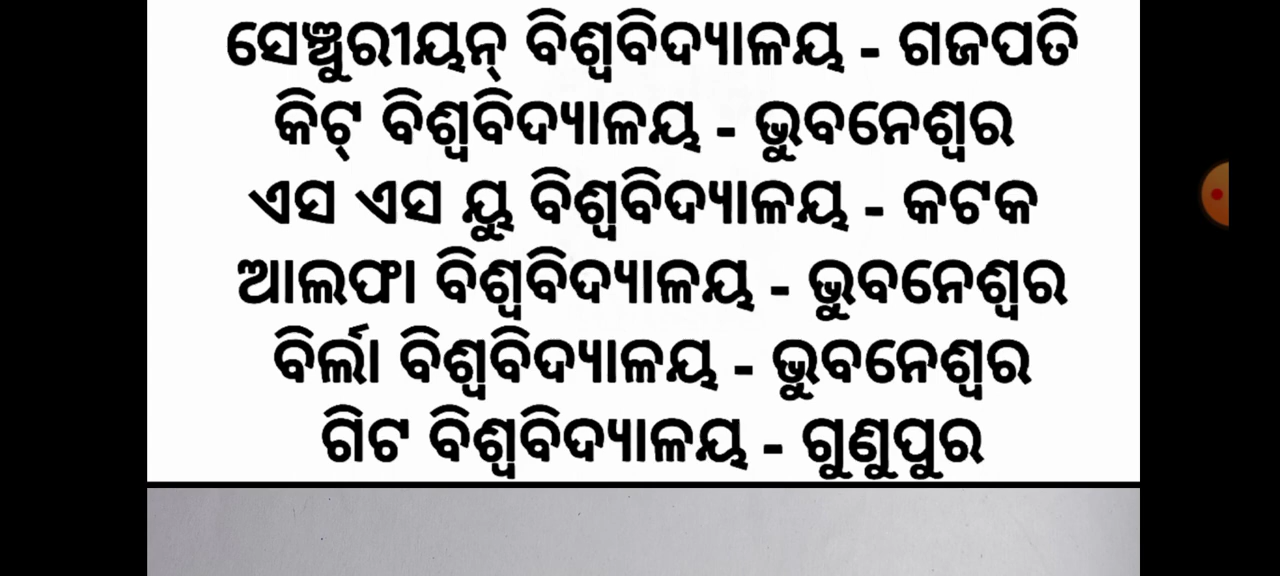 ସେଞ୍ଚୁରୀୟନ୍ ବିଶ୍ୱବିଦ୍ୟାଳୟ - ଗଜପତି
କିଟ୍ ବିଶ୍ୱବିଦ୍ୟାଳୟ - ଭୁବନେଶ୍ୱର
ଏସ ଏସ ୟୁ ବିଶ୍ୱବିଦ୍ୟାଳୟ - କଟକ
ଆଲଫା ବିଶ୍ୱବିଦ୍ୟାଳୟ - ଭୁବନେଶ୍ୱର
ବିର୍ଲା ବିଶ୍ୱବିଦ୍ୟାଳୟ - ଭୁବନେଶ୍ୱର
ଗିଟ ବିଶ୍ୱବିଦ୍ୟାଳୟ - ଗୁଣୁପୁର